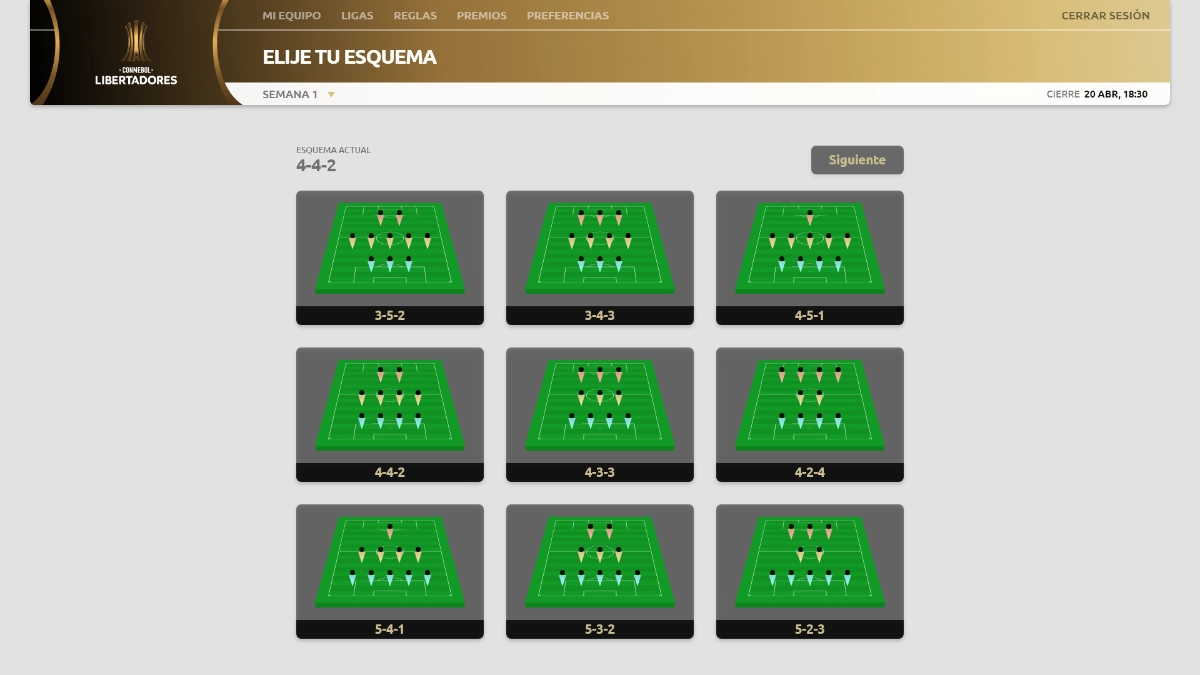 MI EQUIPO LIGAS REGLAS PREMIOS PREFERENCIAS CERRAR SESIÓN
·CONMEBOL·
LIBERTADORES
ELIJE TU ESQUEMA
SEMANA 1 CIERRE 20 ABR, 18:30
ESQUEMA ACTUAL
4-4-2
Siguiente
3-5-2 3-4-3 4-5-1
4-4-2 4-3-3 4-2-4
5-4-1 5-3-2 5-2-3